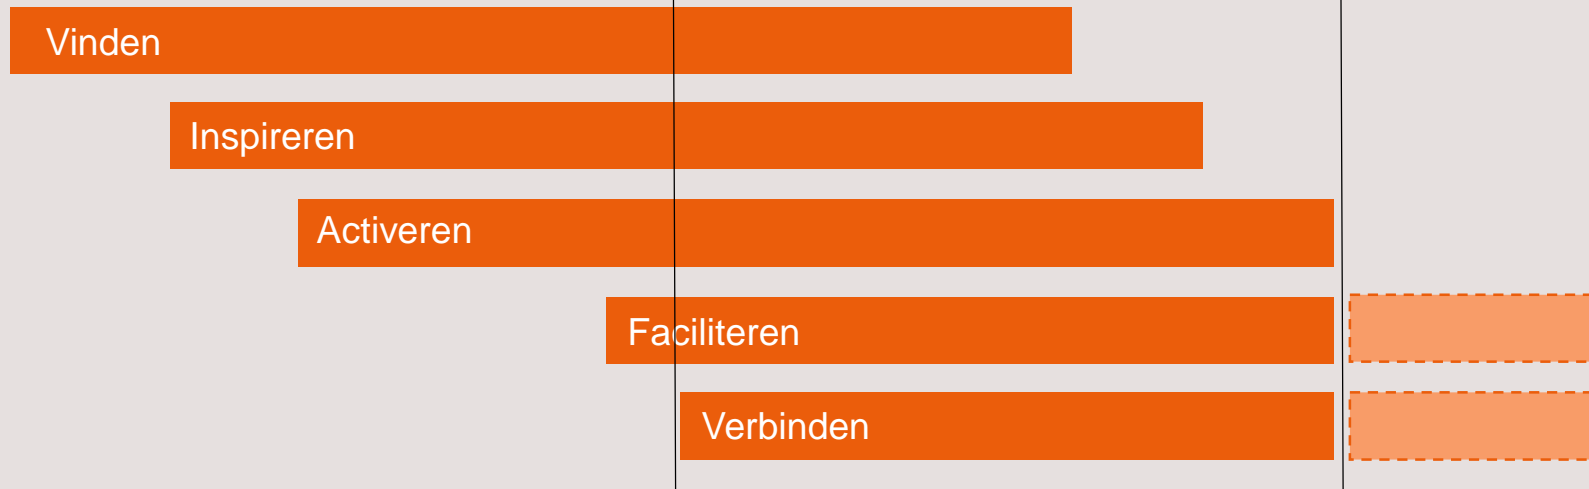 Vinden
Inspireren
Activeren
Faciliteren
Verbinden